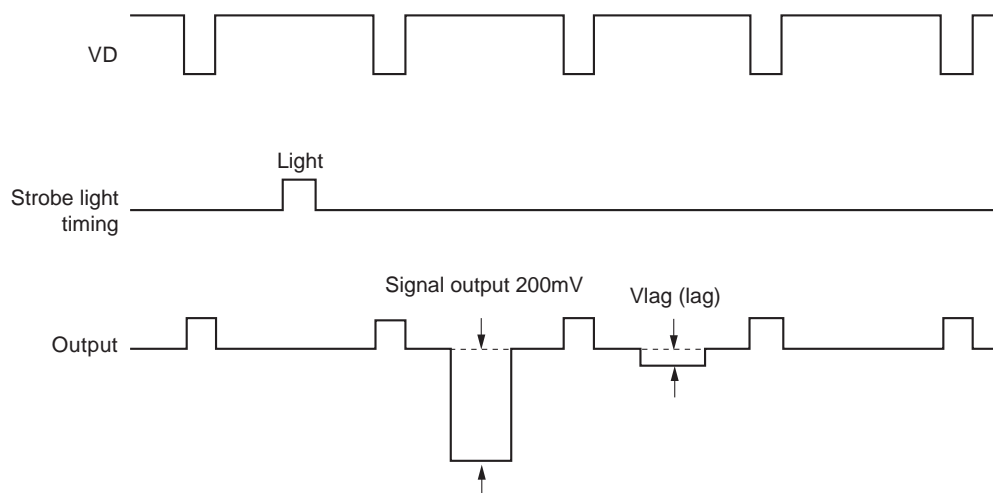 VD
Light
Strobe light
timing
Signal output 200mV
Vlag (lag)
Output